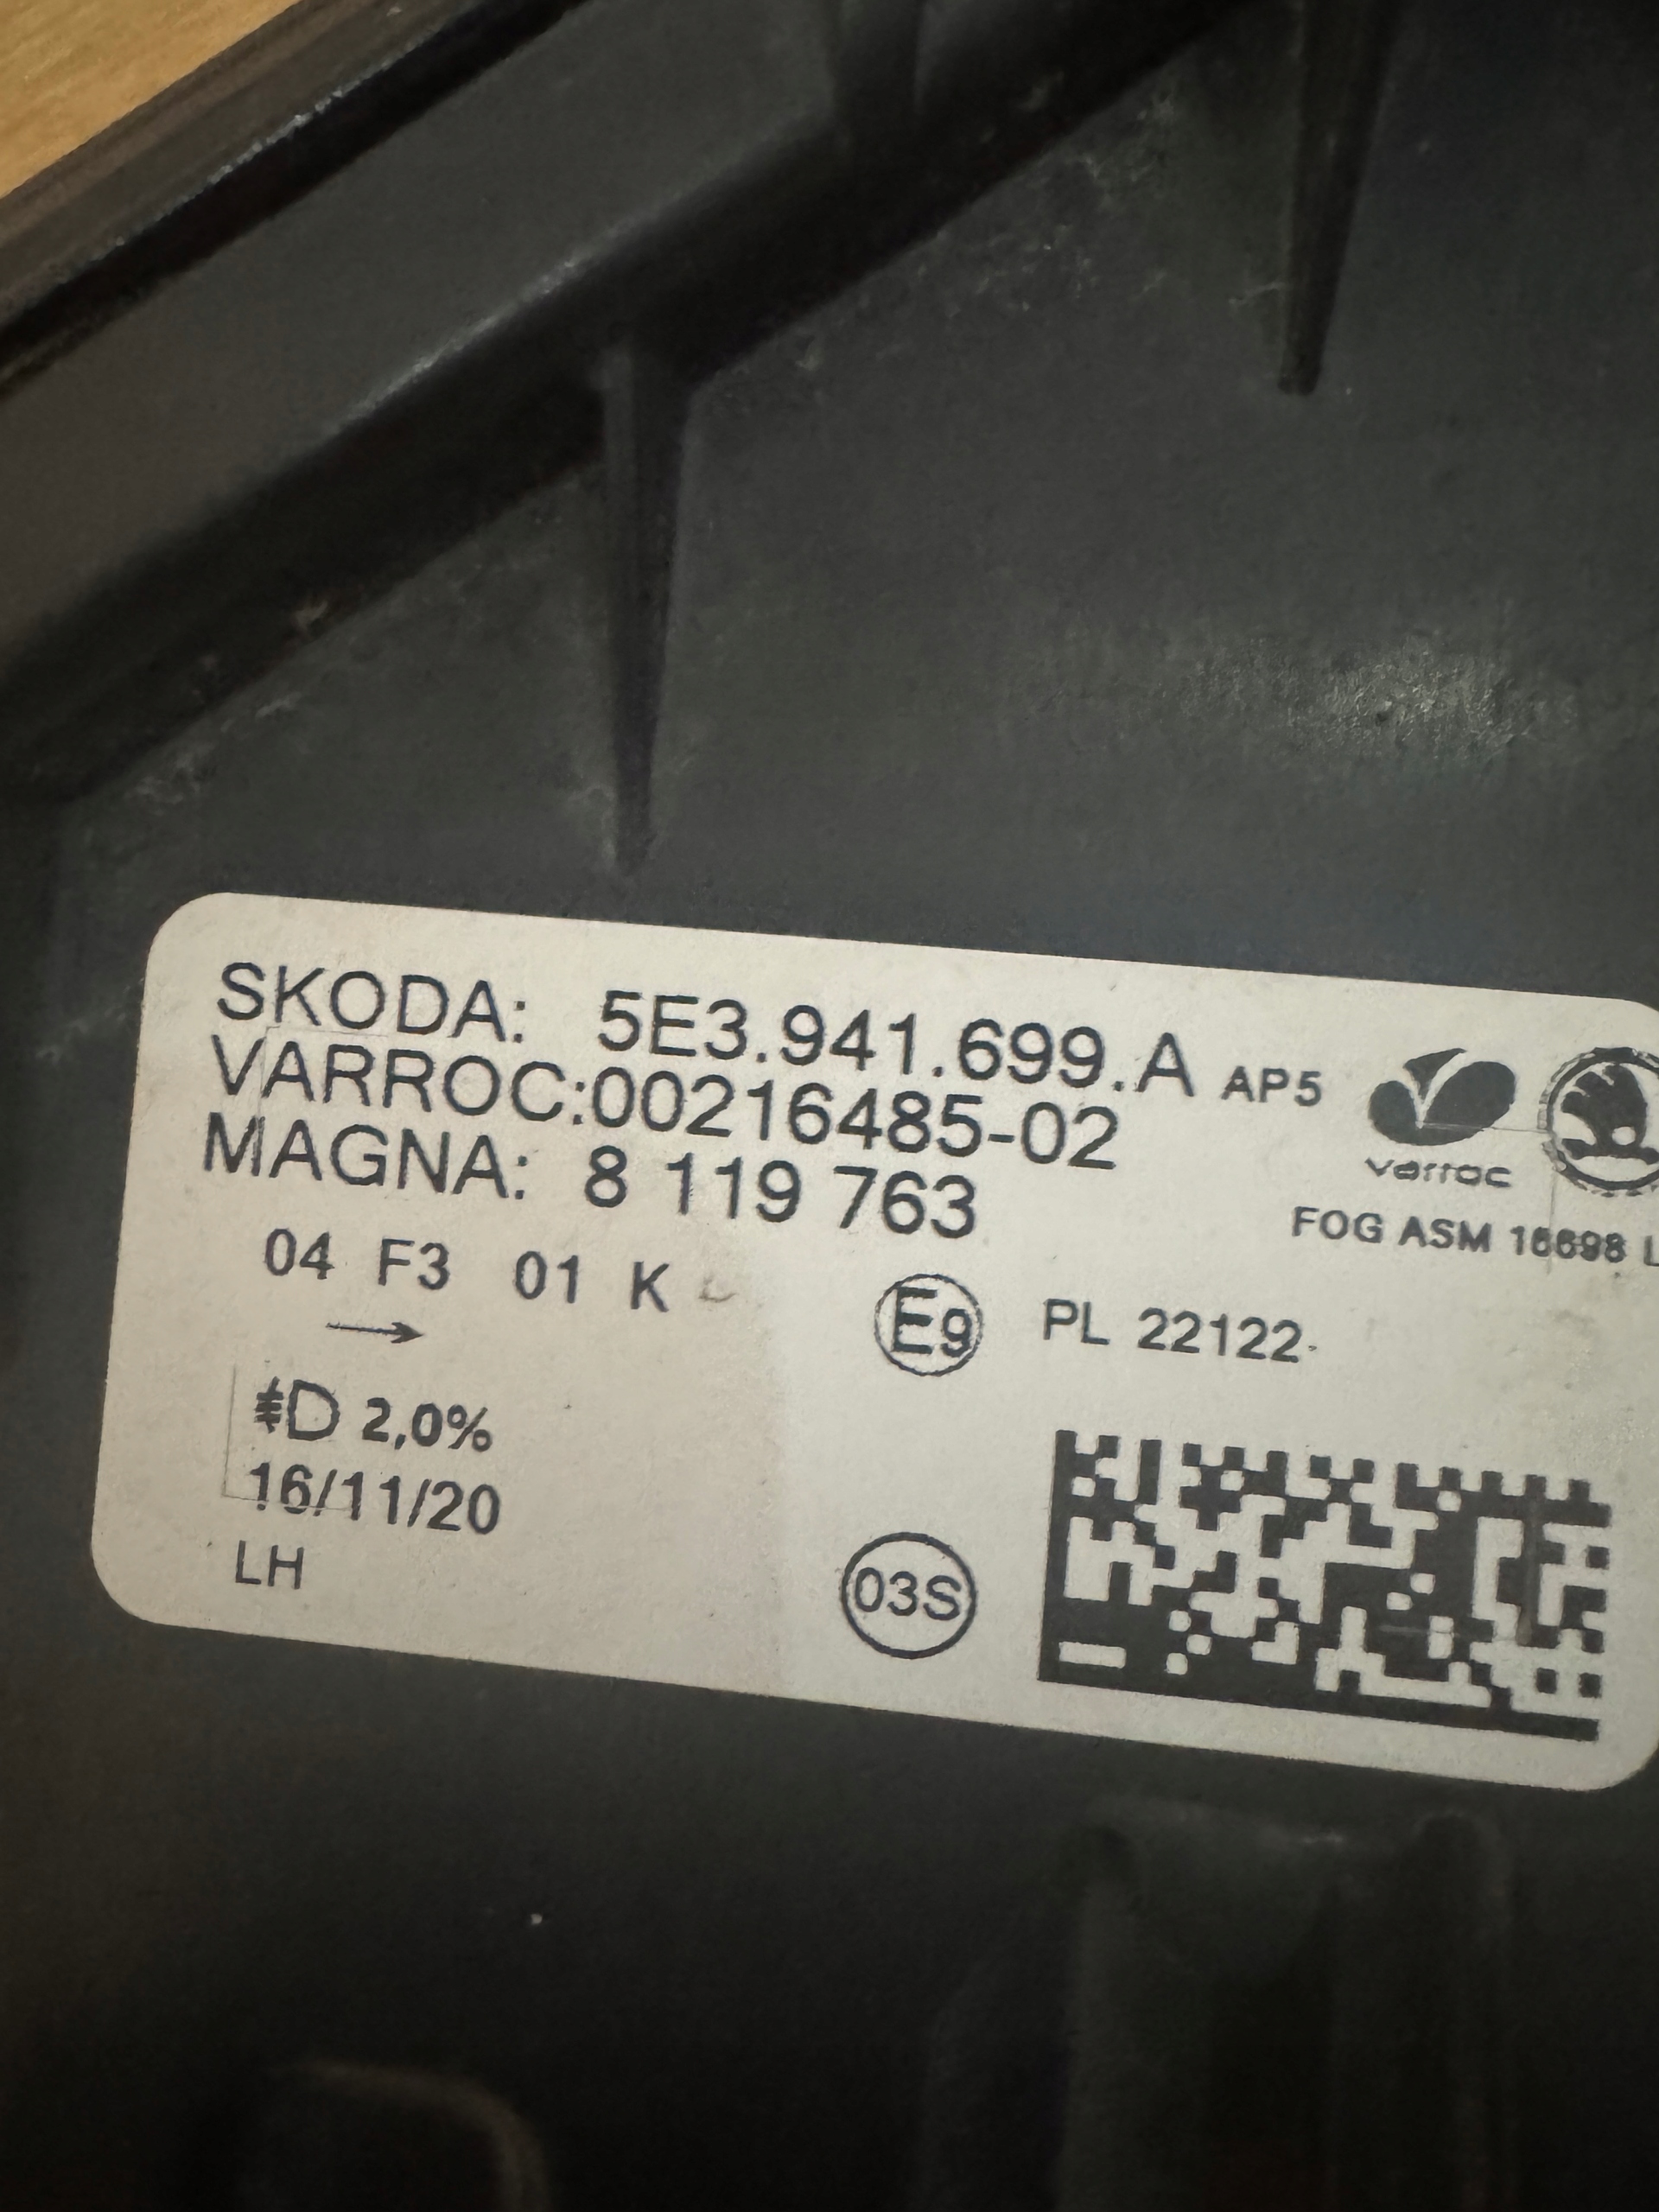 SKODA: 5E3.941.699.A AP5
VARROC:00216485-02
MAGNA: 8 119 763
varroc
FOG ASM 16698 L
04 F3 01 K
E9 PL 22122
D 2,0%
16/11/20
LH
03S